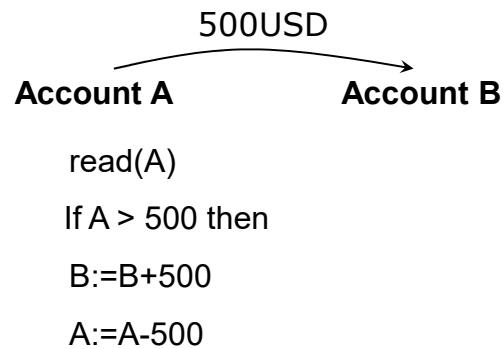 500USD
Account A Account B
read(A)
If A > 500 then
B:=B+500
A:=A-500